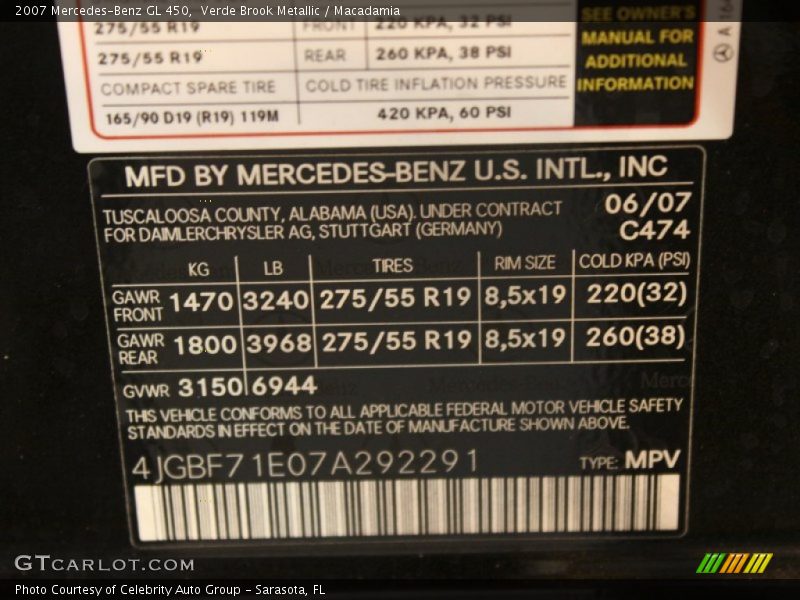 2007 Mercedes-Benz GL 450, Verde Brook Metallic / Macadamia
275/55 R19 FRONT 220 KPA, 32 PSI
275/55 R19 REAR 260 KPA, 38 PSI
COMPACT SPARE TIRE COLD TIRE INFLATION PRESSURE
165/90 D19 (R19) 119M 420 KPA, 60 PSI
SEE OWNER'S
MANUAL FOR
ADDITIONAL
INFORMATION
MFD BY MERCEDES-BENZ U.S. INTL., INC
TUSCALOOSA COUNTY, ALABAMA (USA). UNDER CONTRACT 06/07
FOR DAIMLERCHRYSLER AG, STUTTGART (GERMANY) C474
KG LB TIRES RIM SIZE COLD KPA (PSI)
GAWR FRONT 1470 3240 275/55 R19 8,5x19 220(32)
GAWR REAR 1800 3968 275/55 R19 8,5x19 260(38)
GVWR 3150 6944
THIS VEHICLE CONFORMS TO ALL APPLICABLE FEDERAL MOTOR VEHICLE SAFETY
STANDARDS IN EFFECT ON THE DATE OF MANUFACTURE SHOWN ABOVE.
4JGBF71E07A292291 TYPE: MPV
GTCARLOT.COM
Photo Courtesy of Celebrity Auto Group - Sarasota, FL